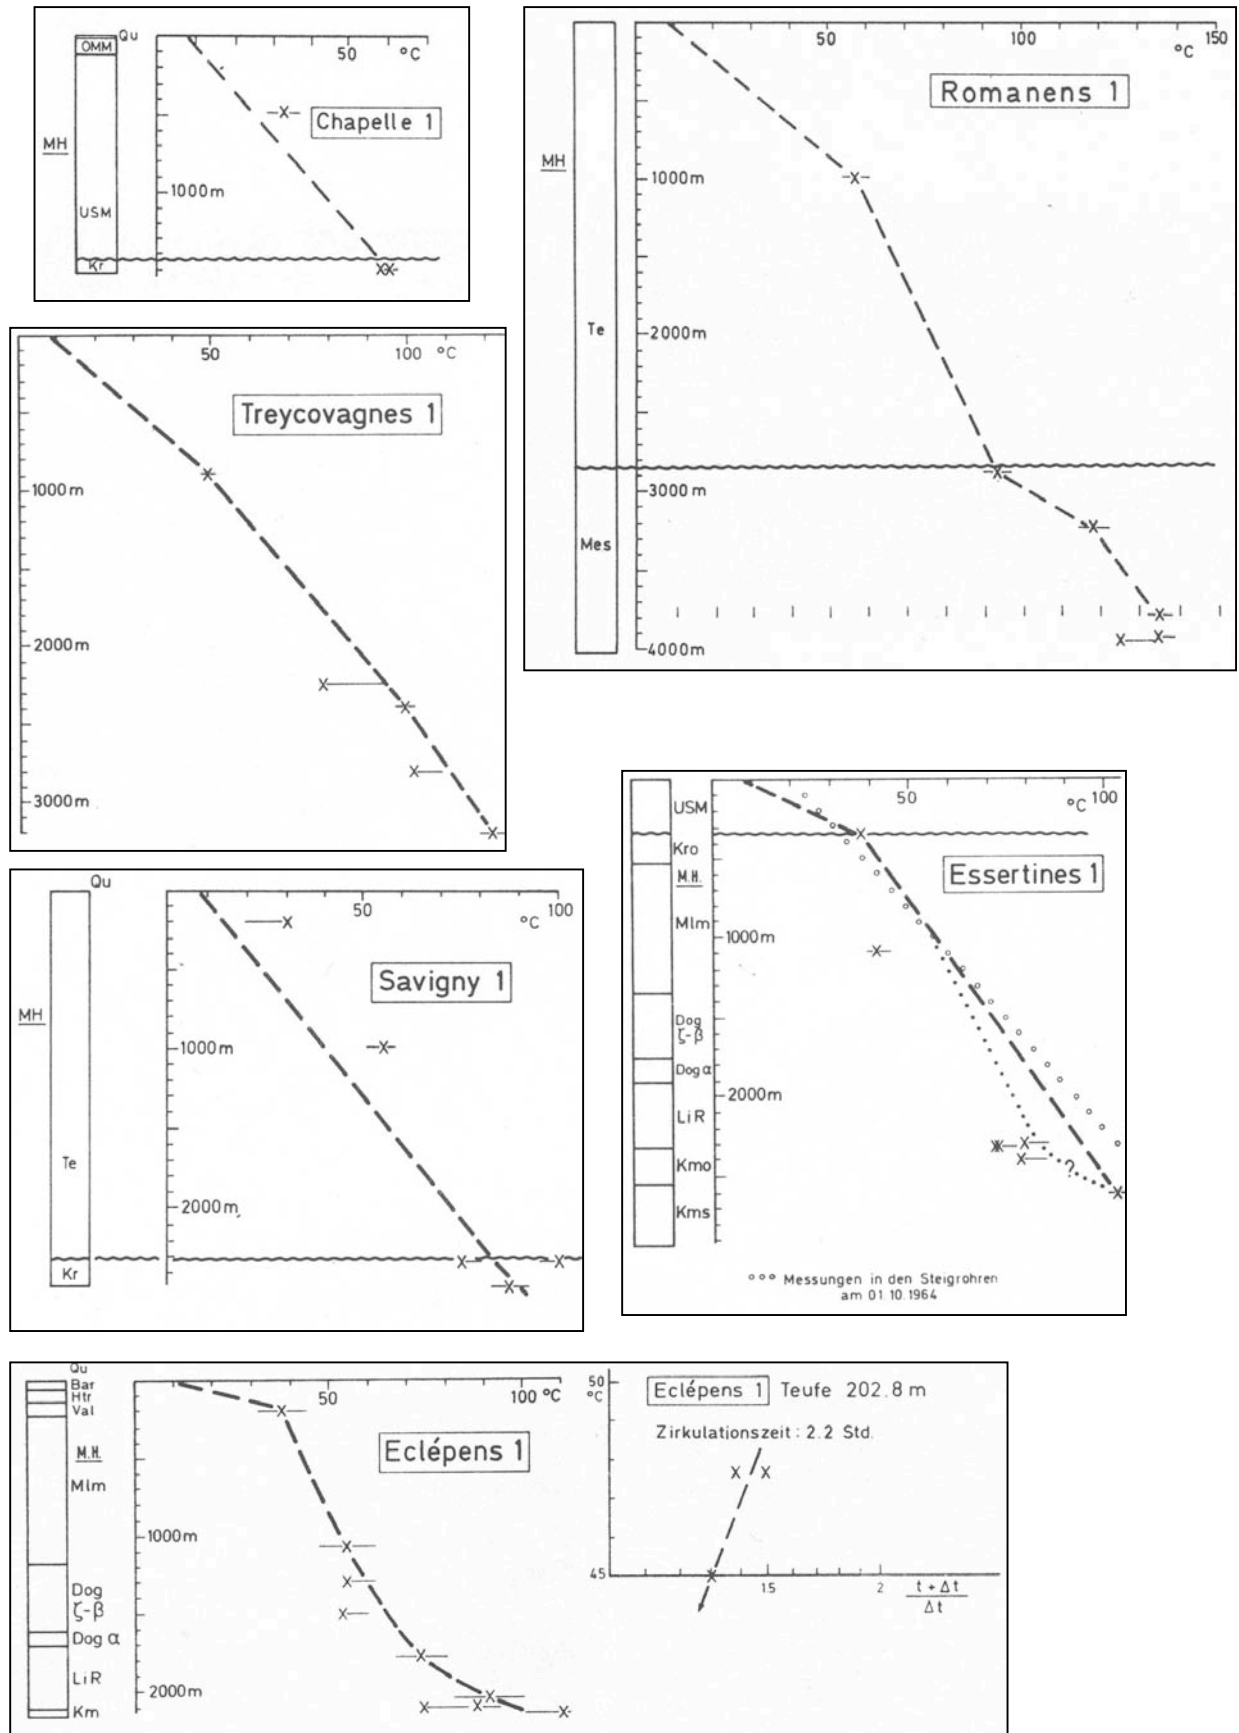 Qu
OMM
50
°C
Chapelle 1
MH
1000m
USM
Kr
50
100
150
°C
Romanens 1
MH
1000m
Te
2000m
3000m
Mes
4000m
50
100 °C
Treycovagnes 1
1000m
2000m
3000m
Qu
50
100
°C
Savigny 1
MH
1000m
Te
2000m
Kr
50
°C 100
USM
Kro
Essertines 1
M.H.
Mlm
1000m
Dog
ζ-β
Dog α
2000m
LiR
Kmo
?
Kms
°°° Messungen in den Steigrohren
am 01.10.1964
Qu
Bar
Htr
Val
50
100 °C
Eclépens 1
M.H.
Mlm
1000m
Dog
ζ-β
Dog α
LiR
2000m
Km
50
°C
Eclépens 1 Teufe 202.8 m
Zirkulationszeit: 2.2 Std.
45
1.5
2
t + Δt
Δt